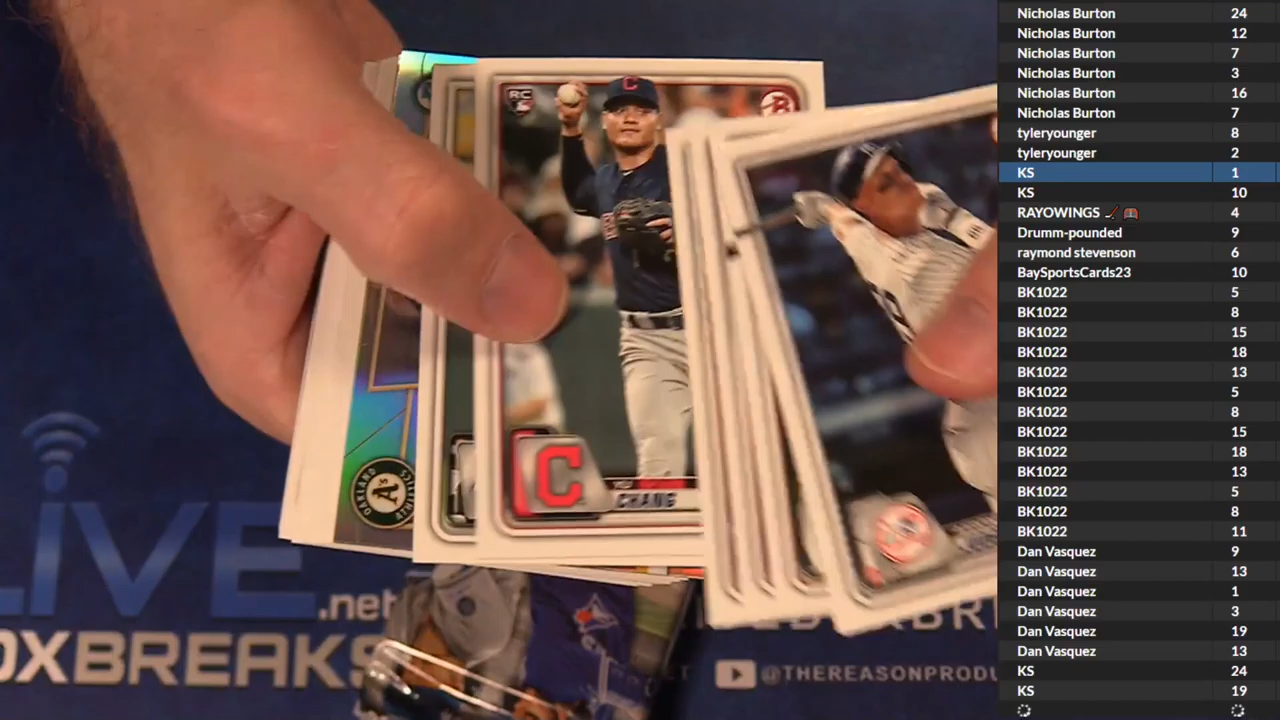 Nicholas Burton 24
Nicholas Burton 12
Nicholas Burton 7
Nicholas Burton 3
Nicholas Burton 16
Nicholas Burton 7
tyleryounger 8
tyleryounger 2
KS 1
KS 10
RAYOWINGS 4
Drumm-pounded 9
raymond stevenson 6
BaySportsCards23 10
BK1022 5
BK1022 8
BK1022 15
BK1022 18
BK1022 13
BK1022 5
BK1022 8
BK1022 15
BK1022 18
BK1022 13
BK1022 5
BK1022 8
BK1022 11
Dan Vasquez 9
Dan Vasquez 13
Dan Vasquez 1
Dan Vasquez 3
Dan Vasquez 19
Dan Vasquez 13
KS 24
KS 19
RC
C
B
C
YU
CHANG
OAKLAND
A's
ATHLETICS
LIVE
.net
OXBREAKS
@THEREASONPRODU